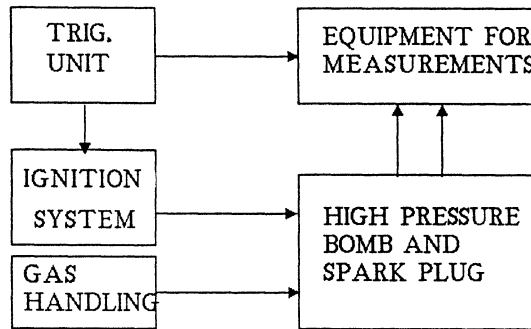 TRIG.
UNIT
EQUIPMENT FOR
MEASUREMENTS
IGNITION
SYSTEM
HIGH PRESSURE
BOMB AND
SPARK PLUG
GAS
HANDLING